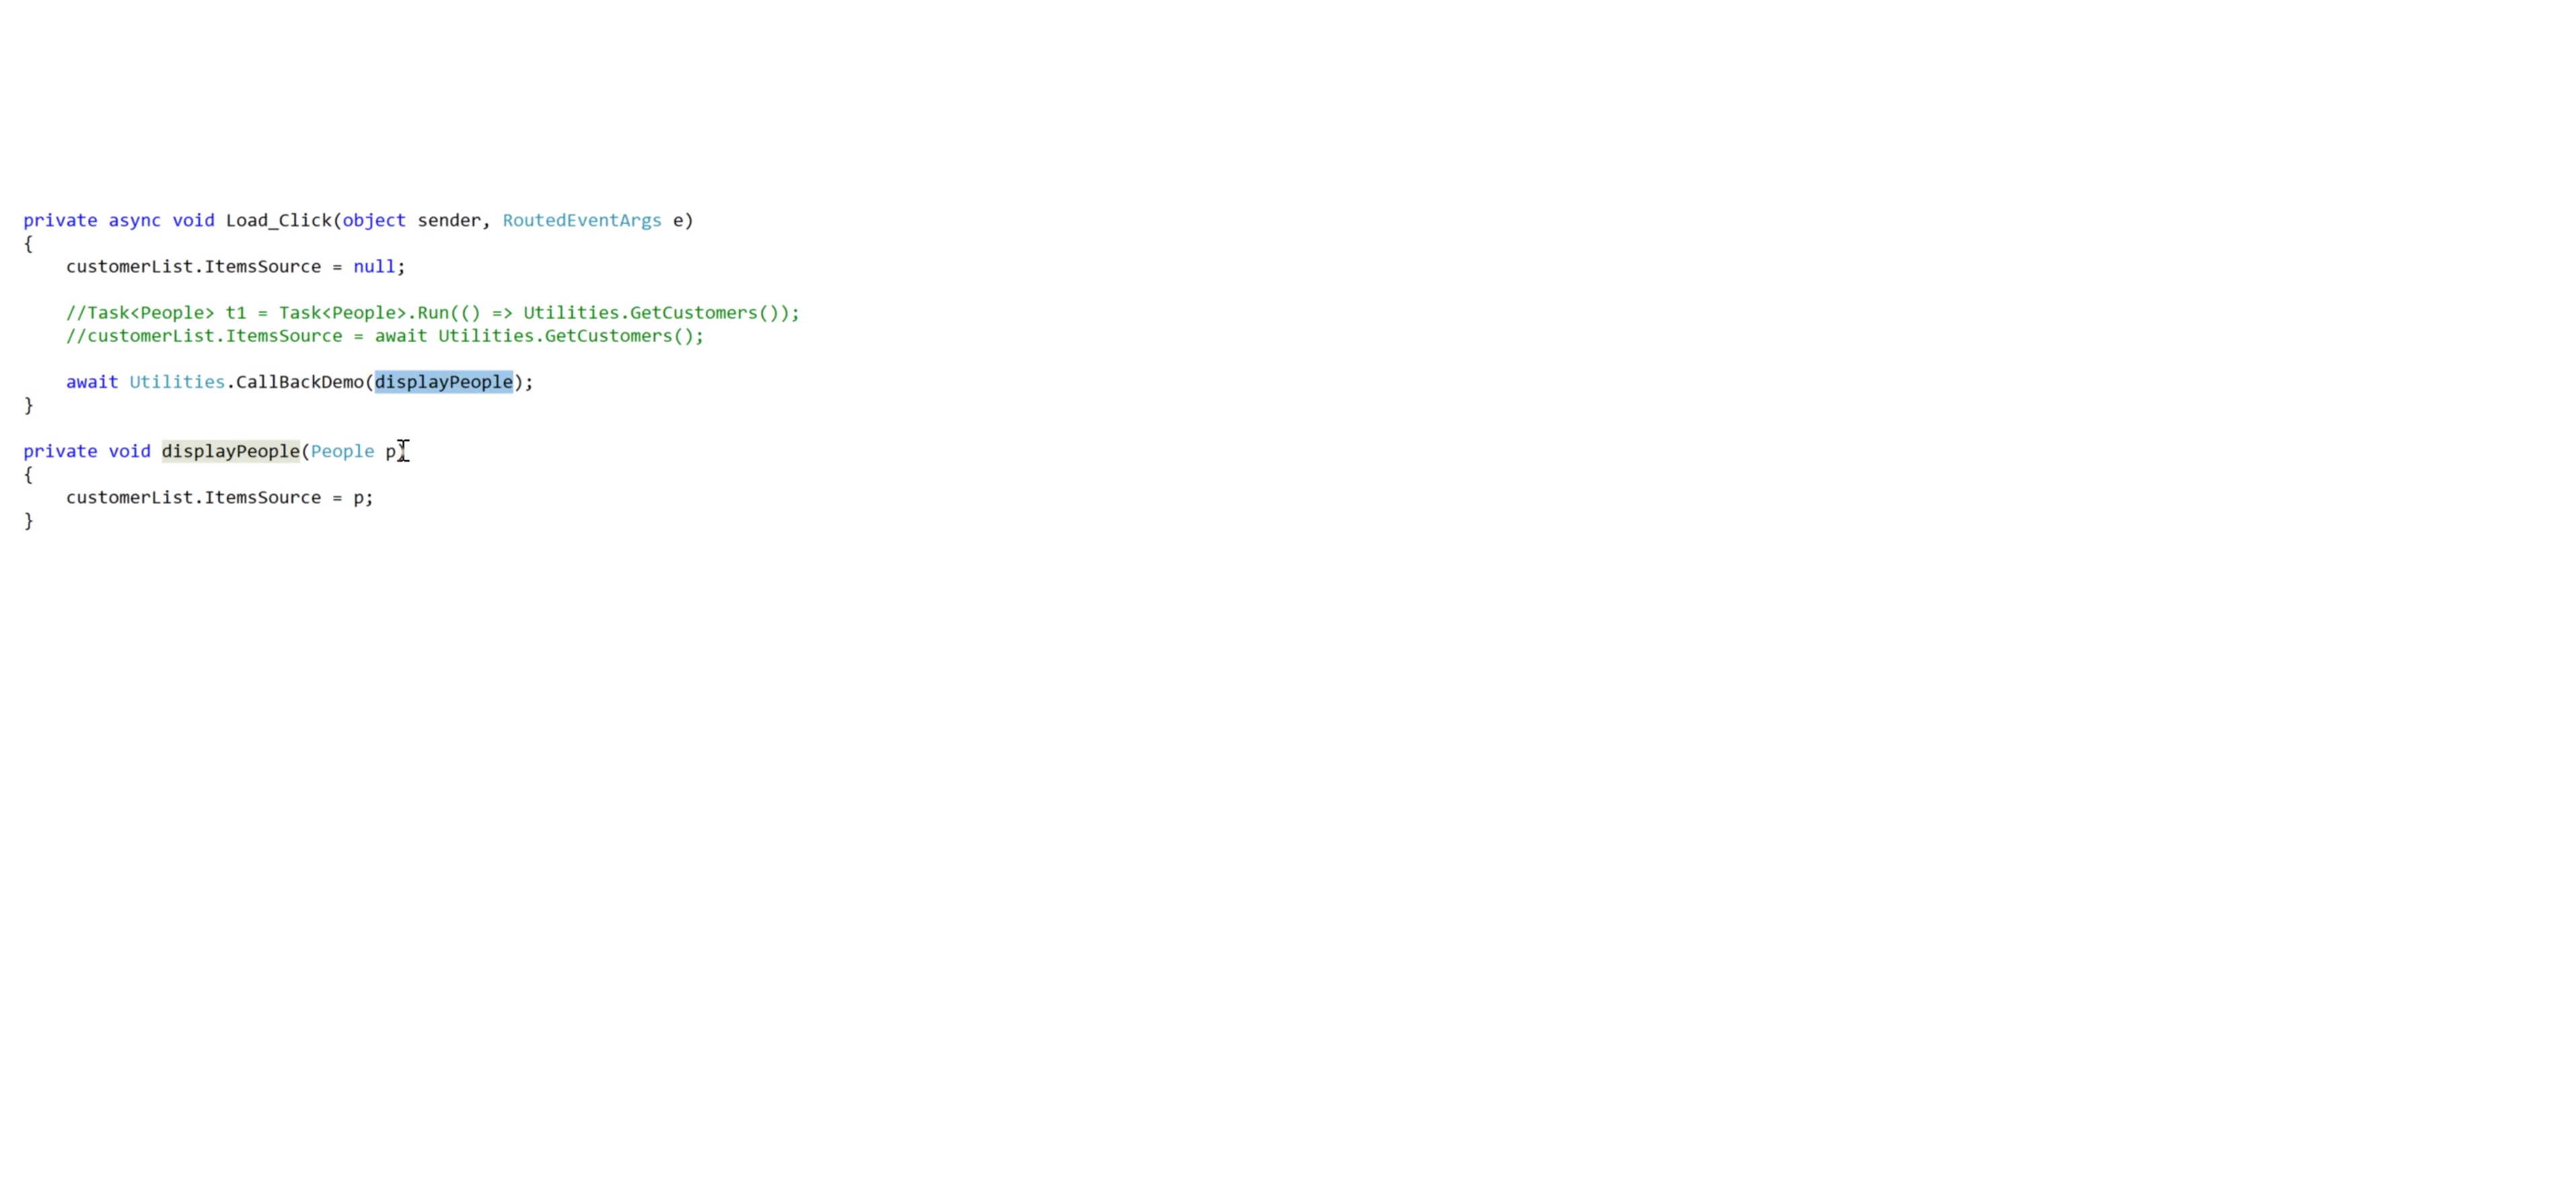 private async void Load_Click(object sender, RoutedEventArgs e)
{
    customerList.ItemsSource = null;

    //Task<People> t1 = Task<People>.Run(() => Utilities.GetCustomers());
    //customerList.ItemsSource = await Utilities.GetCustomers();

    await Utilities.CallBackDemo(displayPeople);
}

private void displayPeople(People p)
{
    customerList.ItemsSource = p;
}